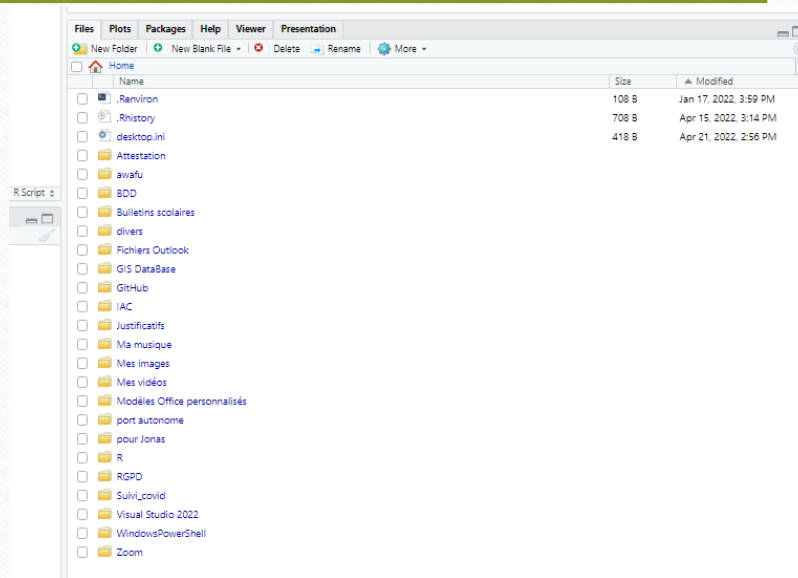 Files Plots Packages Help Viewer Presentation
New Folder New Blank File Delete Rename More
Home
Name Size Modified
.Renviron 108 B Jan 17, 2022, 3:59 PM
.Rhistory 708 B Apr 15, 2022, 3:14 PM
desktop.ini 418 B Apr 21, 2022, 2:56 PM
Attestation
awafu
R Script
BDD
Bulletins scolaires
divers
Fichiers Outlook
GIS DataBase
GitHub
IAC
Justificatifs
Ma musique
Mes images
Mes vidéos
Modèles Office personnalisés
port autonome
pour Jonas
R
RGPD
Suivi_covid
Visual Studio 2022
WindowsPowerShell
Zoom